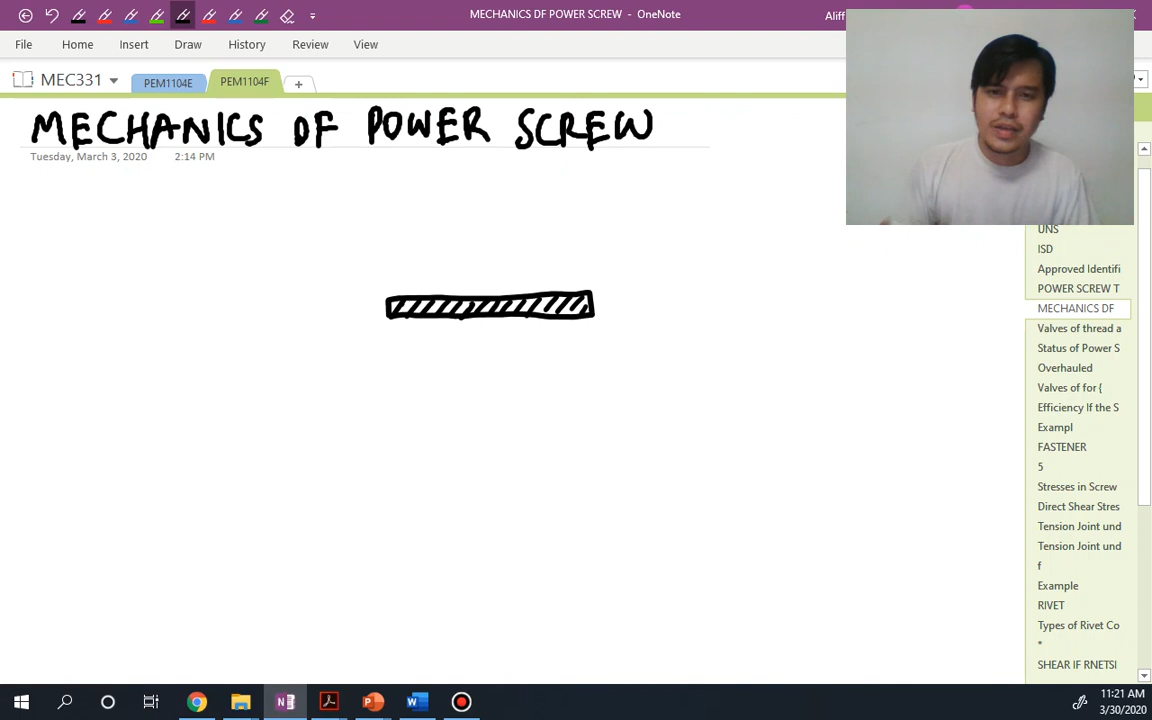 MECHANICS DF POWER SCREW - OneNote
Aliff
File Home Insert Draw History Review View
MEC331
PEM1104E PEM1104F +
MECHANICS OF POWER SCREW
Tuesday, March 3, 2020 2:14 PM
UNS
ISD
Approved Identifi
POWER SCREW T
MECHANICS DF
Valves of thread a
Status of Power S
Overhauled
Valves of for {
Efficiency If the S
Exampl
FASTENER
5
Stresses in Screw
Direct Shear Stres
Tension Joint und
Tension Joint und
f
Example
RIVET
Types of Rivet Co
*
SHEAR IF RNETSI
11:21 AM
3/30/2020